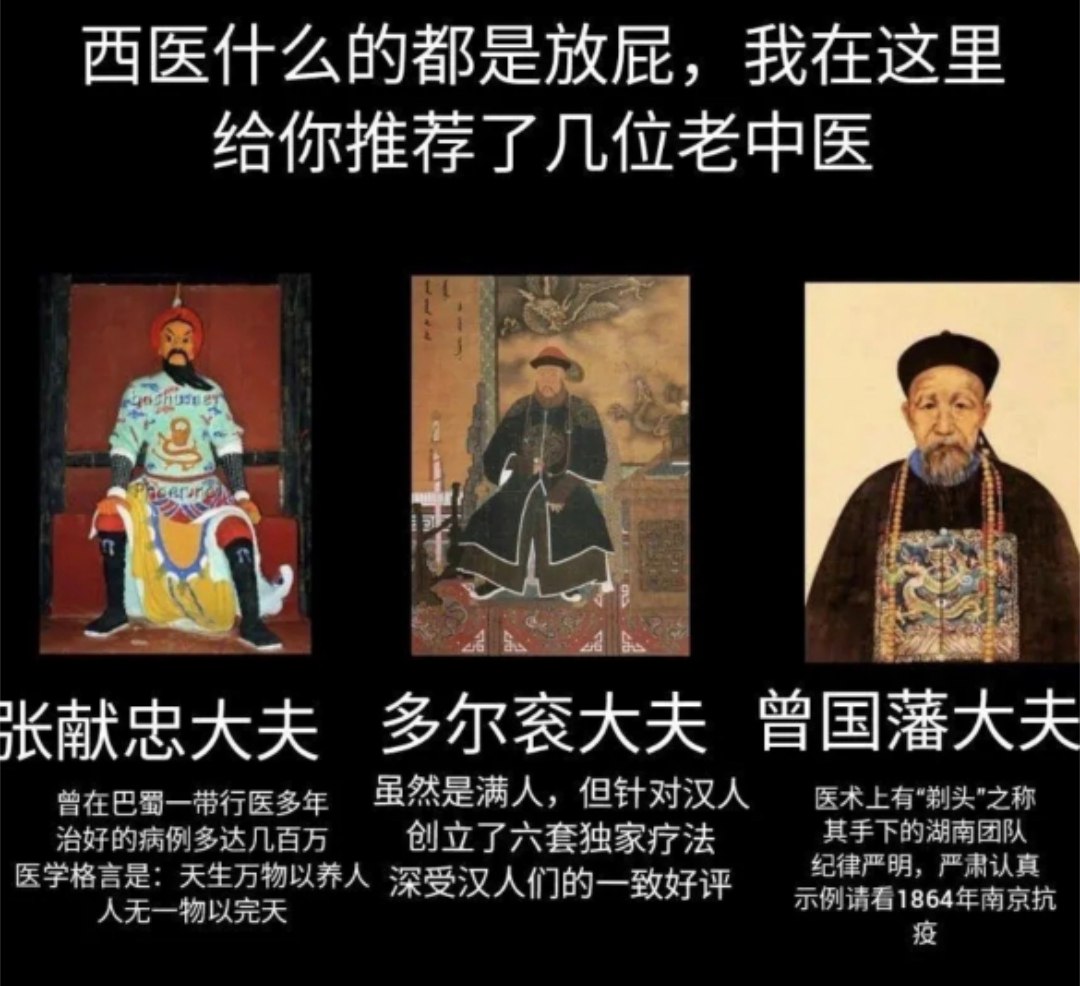 西医什么的都是放屁，我在这里
给你推荐了几位老中医
张献忠大夫
曾在巴蜀一带行医多年
治好的病例多达几百万
医学格言是：天生万物以养人
人无一物以完天
多尔衮大夫
虽然是满人，但针对汉人
创立了六套独家疗法
深受汉人们的一致好评
曾国藩大夫
医术上有“剃头”之称
其手下的湖南团队
纪律严明，严肃认真
示例请看1864年南京抗
疫